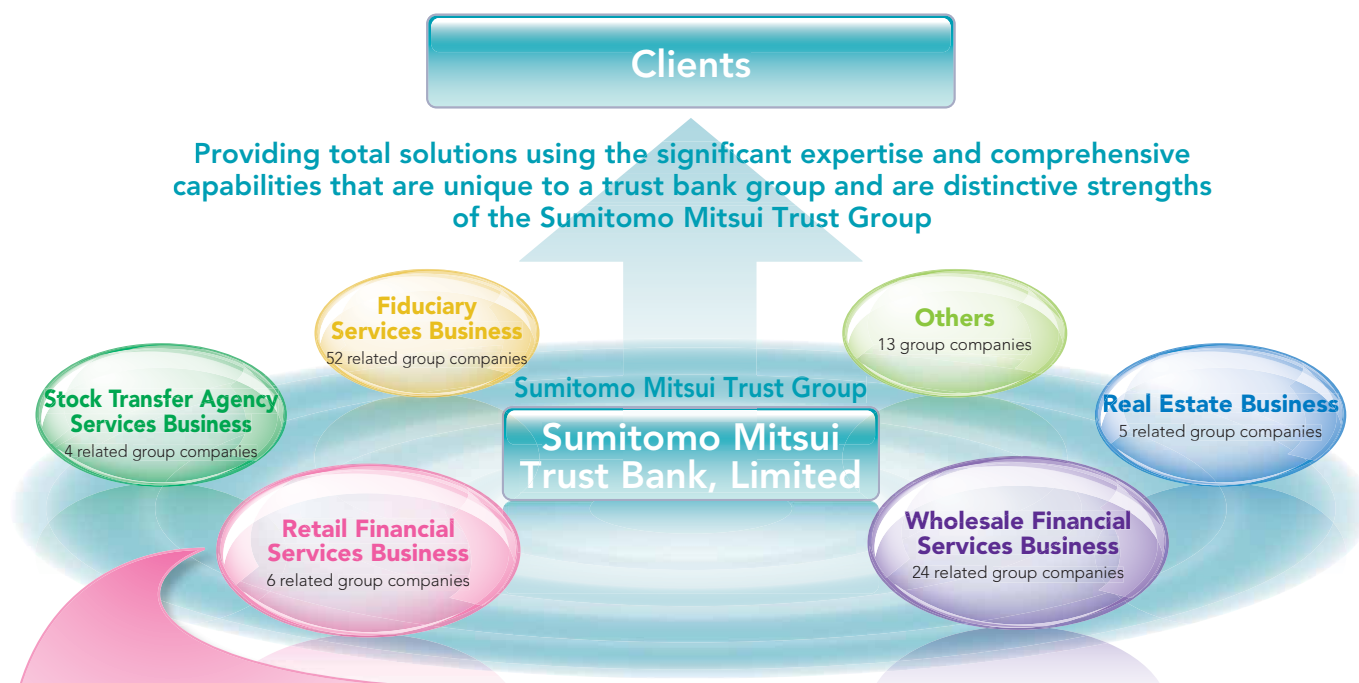 Clients
Providing total solutions using the significant expertise and comprehensive
capabilities that are unique to a trust bank group and are distinctive strengths
of the Sumitomo Mitsui Trust Group
Fiduciary
Services Business
52 related group companies
Others
13 group companies
Stock Transfer Agency
Services Business
4 related group companies
Sumitomo Mitsui Trust Group
Sumitomo Mitsui
Trust Bank, Limited
Real Estate Business
5 related group companies
Retail Financial
Services Business
6 related group companies
Wholesale Financial
Services Business
24 related group companies